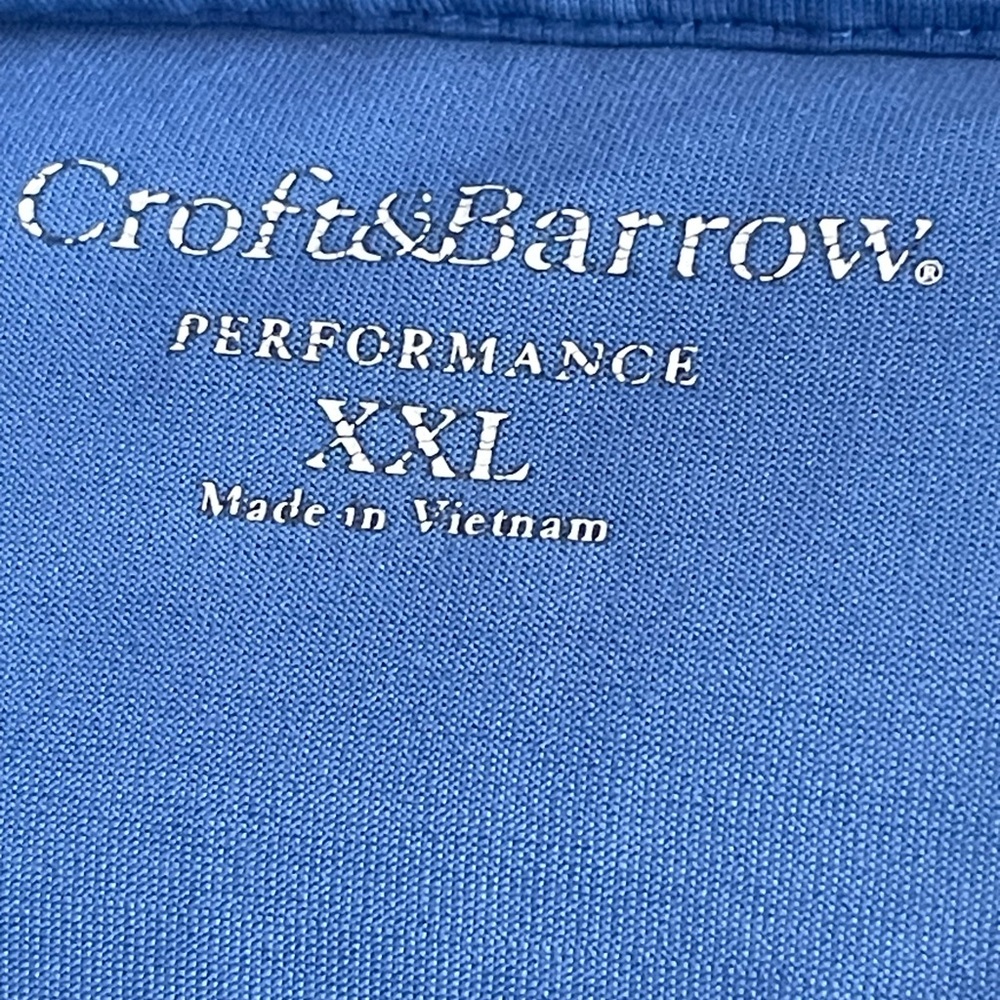 Croft&Barrow®
PERFORMANCE
XXL
Made in Vietnam